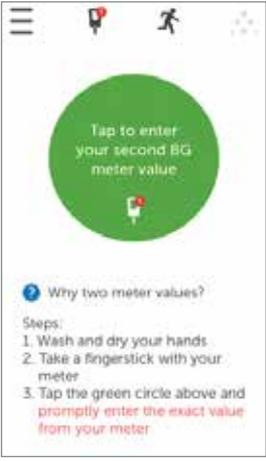 Tap to enter
your second BG
meter value
Why two meter values?
Steps:
1. Wash and dry your hands
2. Take a fingerstick with your
meter
3. Tap the green circle above and
promptly enter the exact value
from your meter